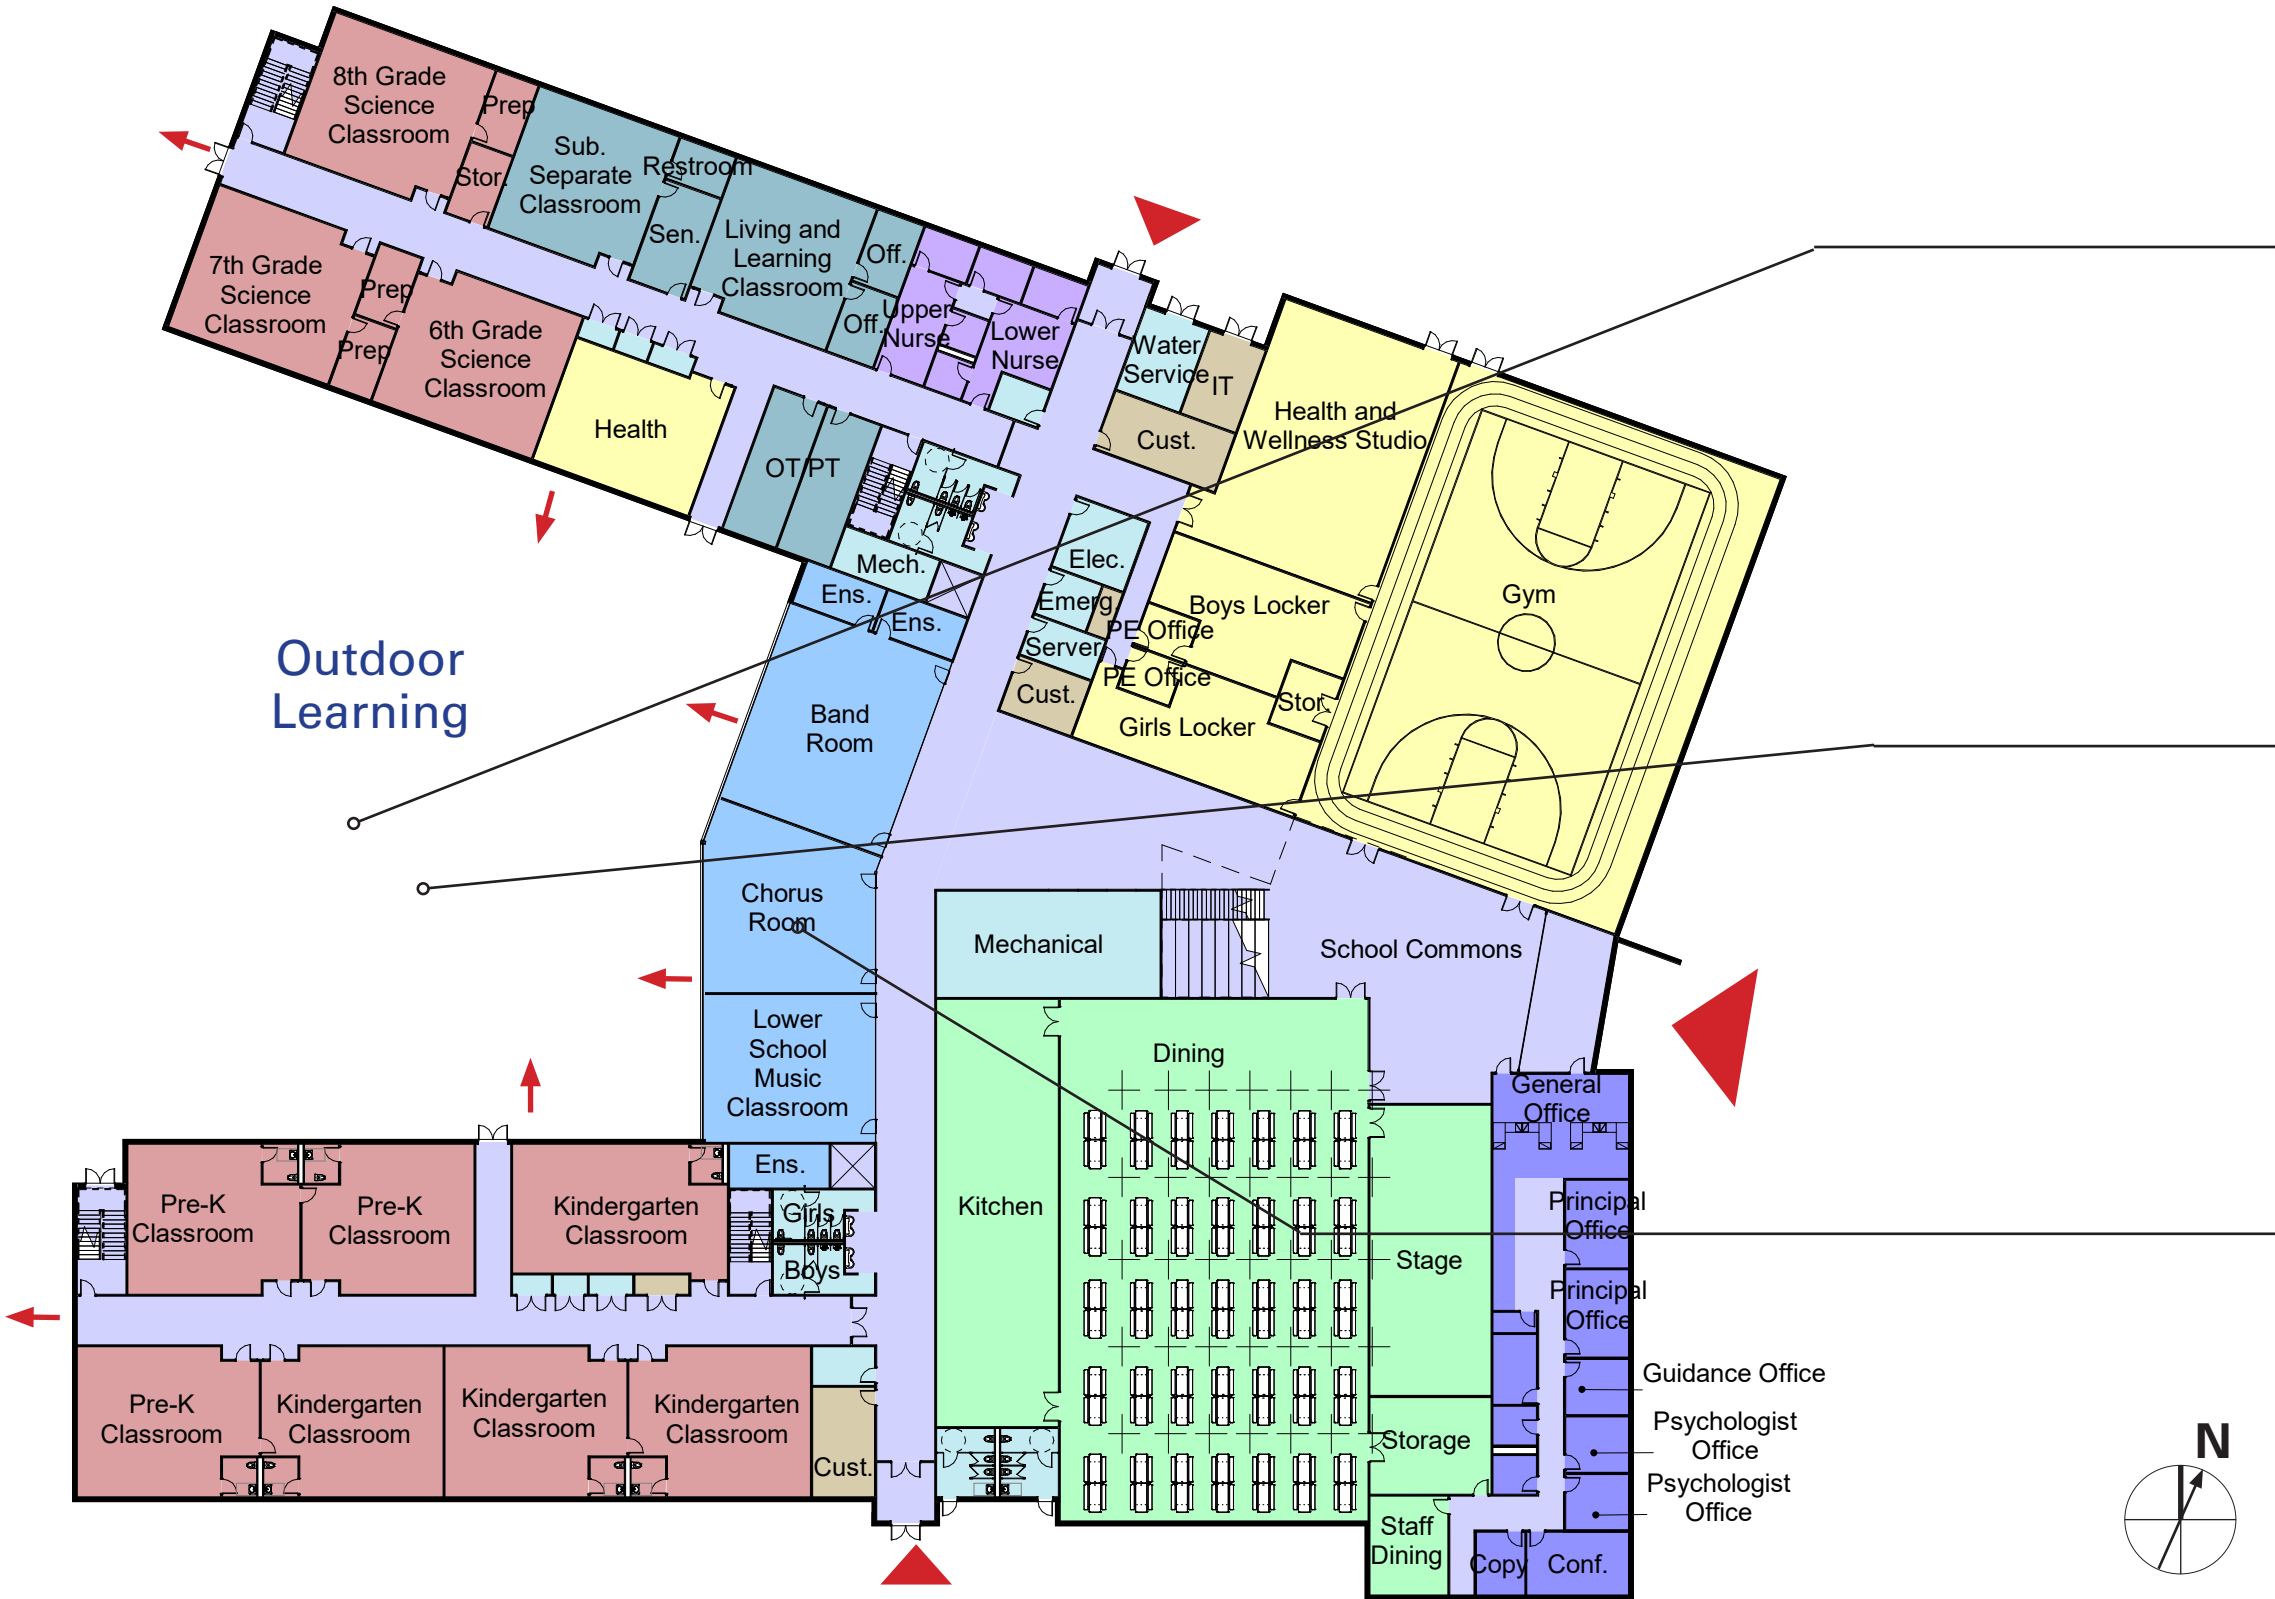 8th Grade
Science
Classroom
Prep
Stor.
Sub.
Separate
Classroom
Restroom
Sen.
Living and
Learning
Classroom
Off.
Off.
Upper
Nurse
Lower
Nurse
7th Grade
Science
Classroom
Prep
Prep
6th Grade
Science
Classroom
Health
OT/PT
Water
Service
IT
Cust.
Health and
Wellness Studio
Mech.
Elec.
Emerg.
Server
Cust.
Ens.
Ens.
Boys Locker
PE Office
PE Office
Girls Locker
Stor.
Gym
Outdoor
Learning
Band
Room
Chorus
Room
Mechanical
School Commons
Lower
School
Music
Classroom
Ens.
Dining
Kitchen
General
Office
Pre-K
Classroom
Pre-K
Classroom
Kindergarten
Classroom
Girls
Boys
Stage
Principal
Office
Principal
Office
Guidance Office
Psychologist
Office
Psychologist
Office
Pre-K
Classroom
Kindergarten
Classroom
Kindergarten
Classroom
Kindergarten
Classroom
Cust.
Storage
Staff
Dining
Copy
Conf.
N